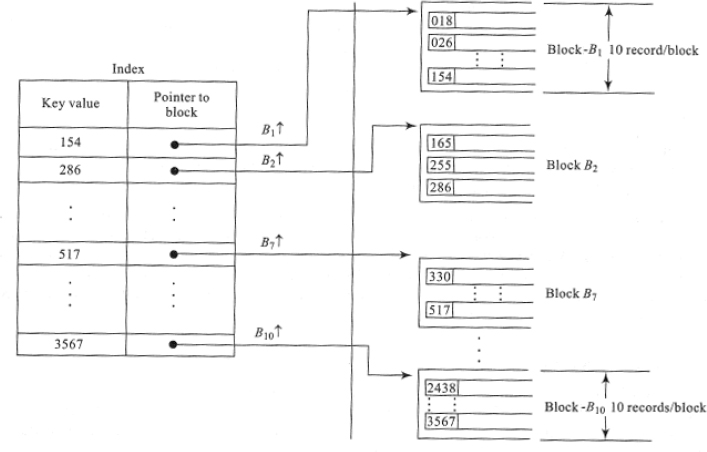 Index
Key value
Pointer to
block
154
B1↑
286
B2↑
517
B7↑
3567
B10↑
018
026
154
Block-B1 10 record/block
165
255
286
Block B2
330
517
Block B7
2438
3567
Block-B10 10 records/block